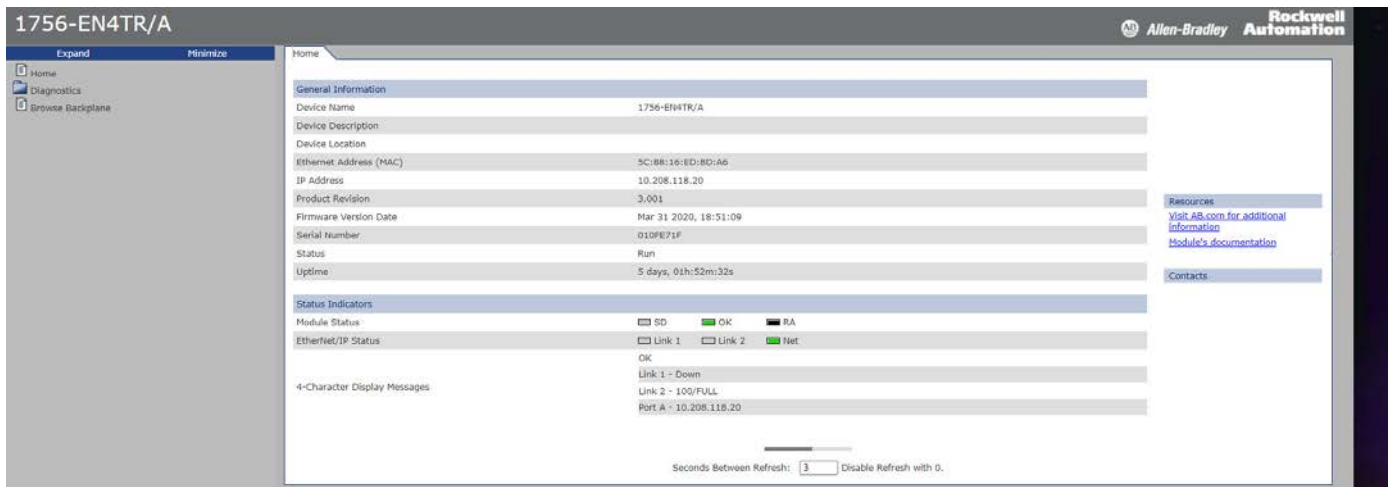 1756-EN4TR/A
Allen-Bradley
Rockwell
Automation
Expand Minimize
Home
Diagnostics
Browse Backplane
Home
General Information
Device Name 1756-EN4TR/A
Device Description
Device Location
Ethernet Address (MAC) 5C:88:16:ED:8D:A6
IP Address 10.208.118.20
Product Revision 3.001
Firmware Version Date Mar 31 2020, 18:51:09
Serial Number 010FE71F
Status Run
Uptime 5 days, 01h:52m:32s
Status Indicators
Module Status SD OK RA
EtherNet/IP Status Link 1 Link 2 Net
4-Character Display Messages
OK
Link 1 - Down
Link 2 - 100/FULL
Port A - 10.208.118.20
Seconds Between Refresh: 3 Disable Refresh with 0.
Resources
Visit AB.com for additional
information
Module's documentation
Contacts